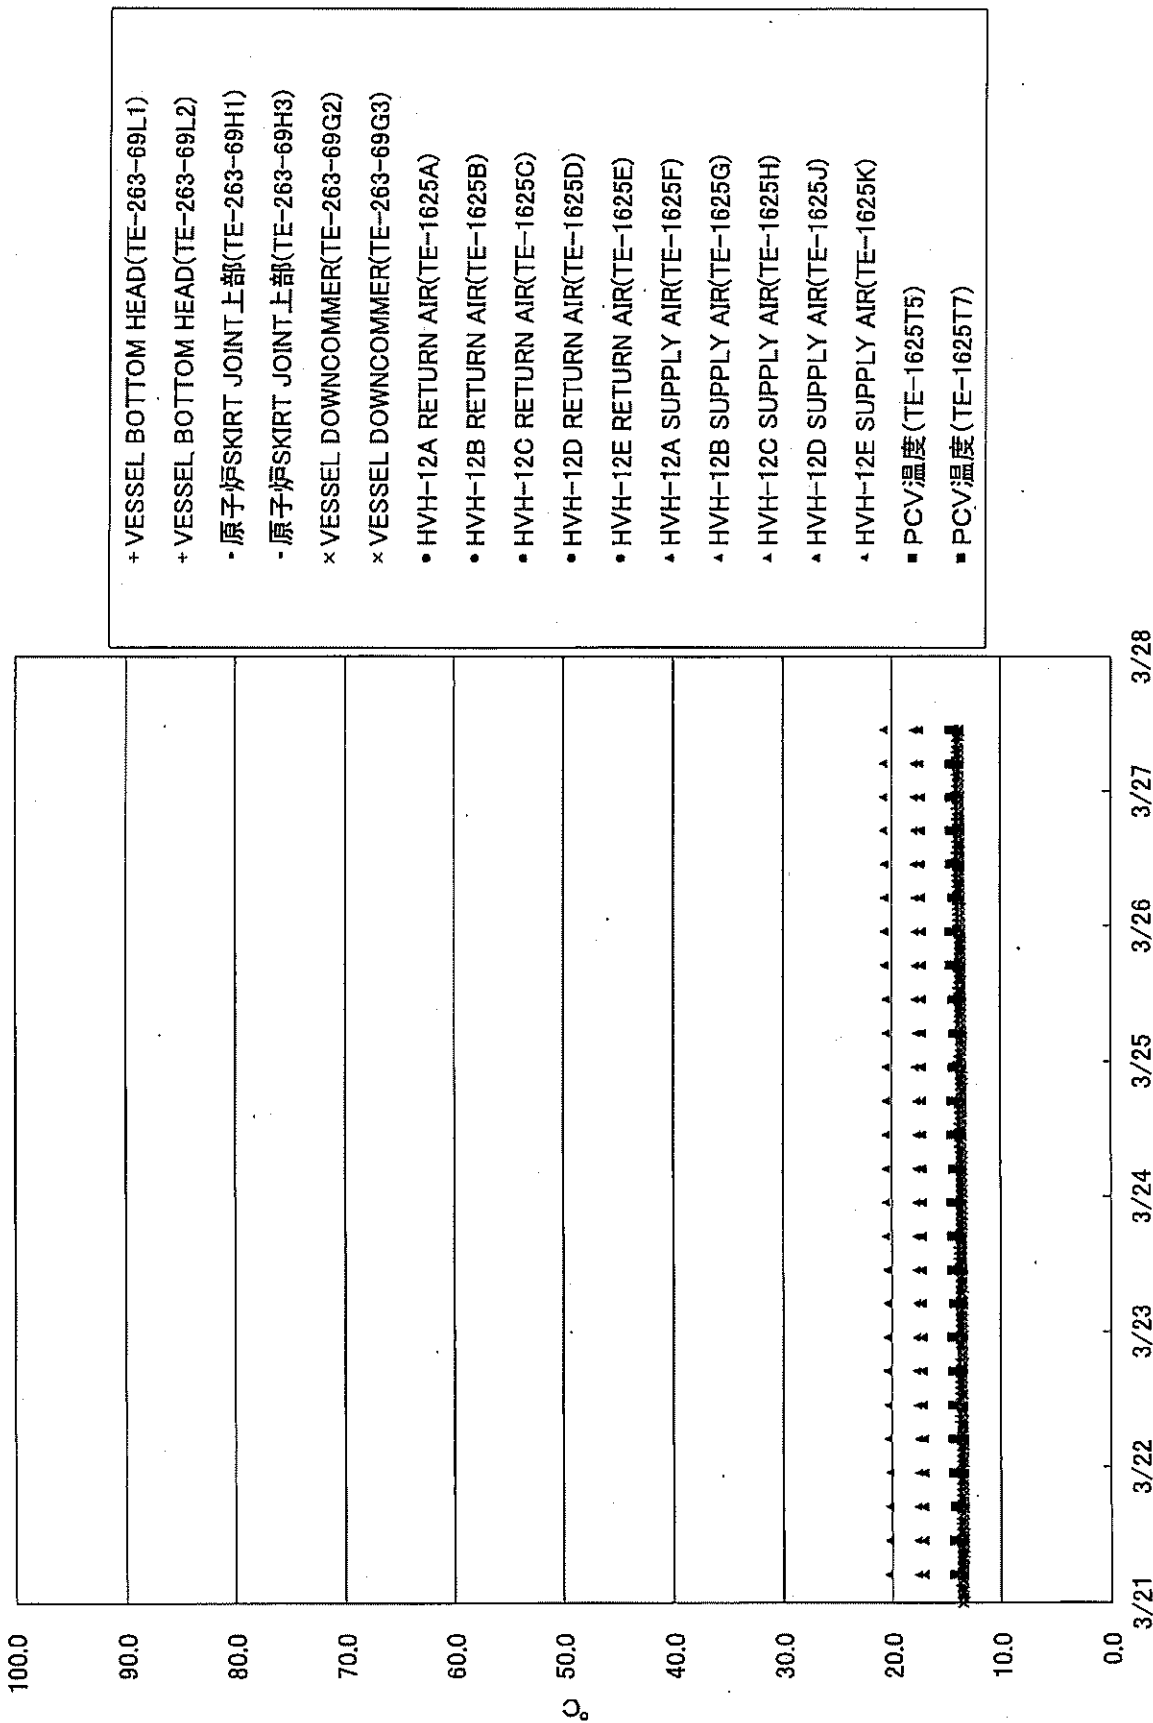 100.0
90.0
80.0
70.0
60.0
50.0
40.0
30.0
20.0
10.0
0.0
℃
3/21
3/22
3/23
3/24
3/25
3/26
3/27
3/28
+ VESSEL BOTTOM HEAD(TE-263-69L1)
+ VESSEL BOTTOM HEAD(TE-263-69L2)
- 原子炉SKIRT JOINT上部(TE-263-69H1)
- 原子炉SKIRT JOINT上部(TE-263-69H3)
× VESSEL DOWNCOMMER(TE-263-69G2)
× VESSEL DOWNCOMMER(TE-263-69G3)
● HVH-12A RETURN AIR(TE-1625A)
● HVH-12B RETURN AIR(TE-1625B)
● HVH-12C RETURN AIR(TE-1625C)
● HVH-12D RETURN AIR(TE-1625D)
● HVH-12E RETURN AIR(TE-1625E)
▲ HVH-12A SUPPLY AIR(TE-1625F)
▲ HVH-12B SUPPLY AIR(TE-1625G)
▲ HVH-12C SUPPLY AIR(TE-1625H)
▲ HVH-12D SUPPLY AIR(TE-1625J)
▲ HVH-12E SUPPLY AIR(TE-1625K)
■ PCV温度(TE-1625T5)
■ PCV温度(TE-1625T7)